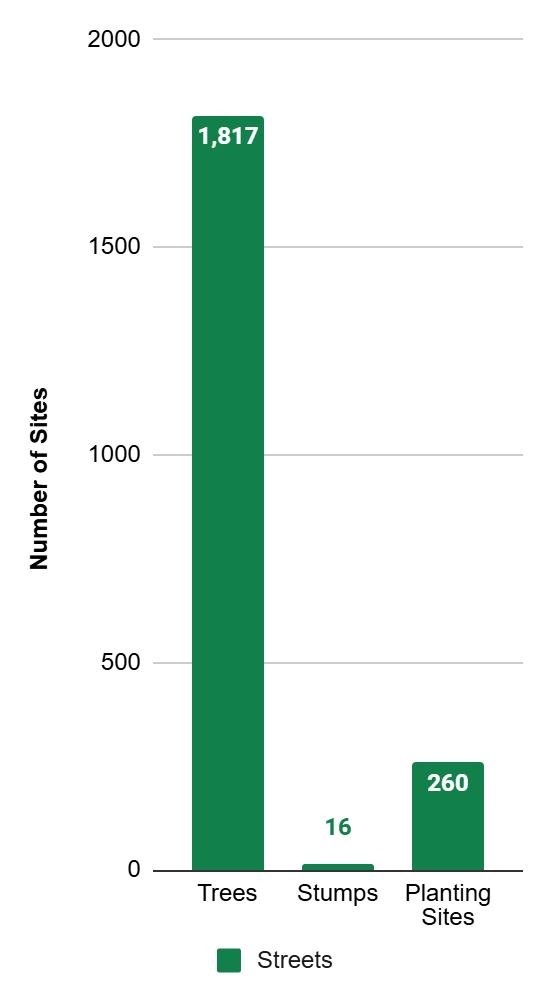 2000
1,817
1500
Number of Sites
1000
500
260
16
0
Trees
Stumps
Planting
Sites
Streets